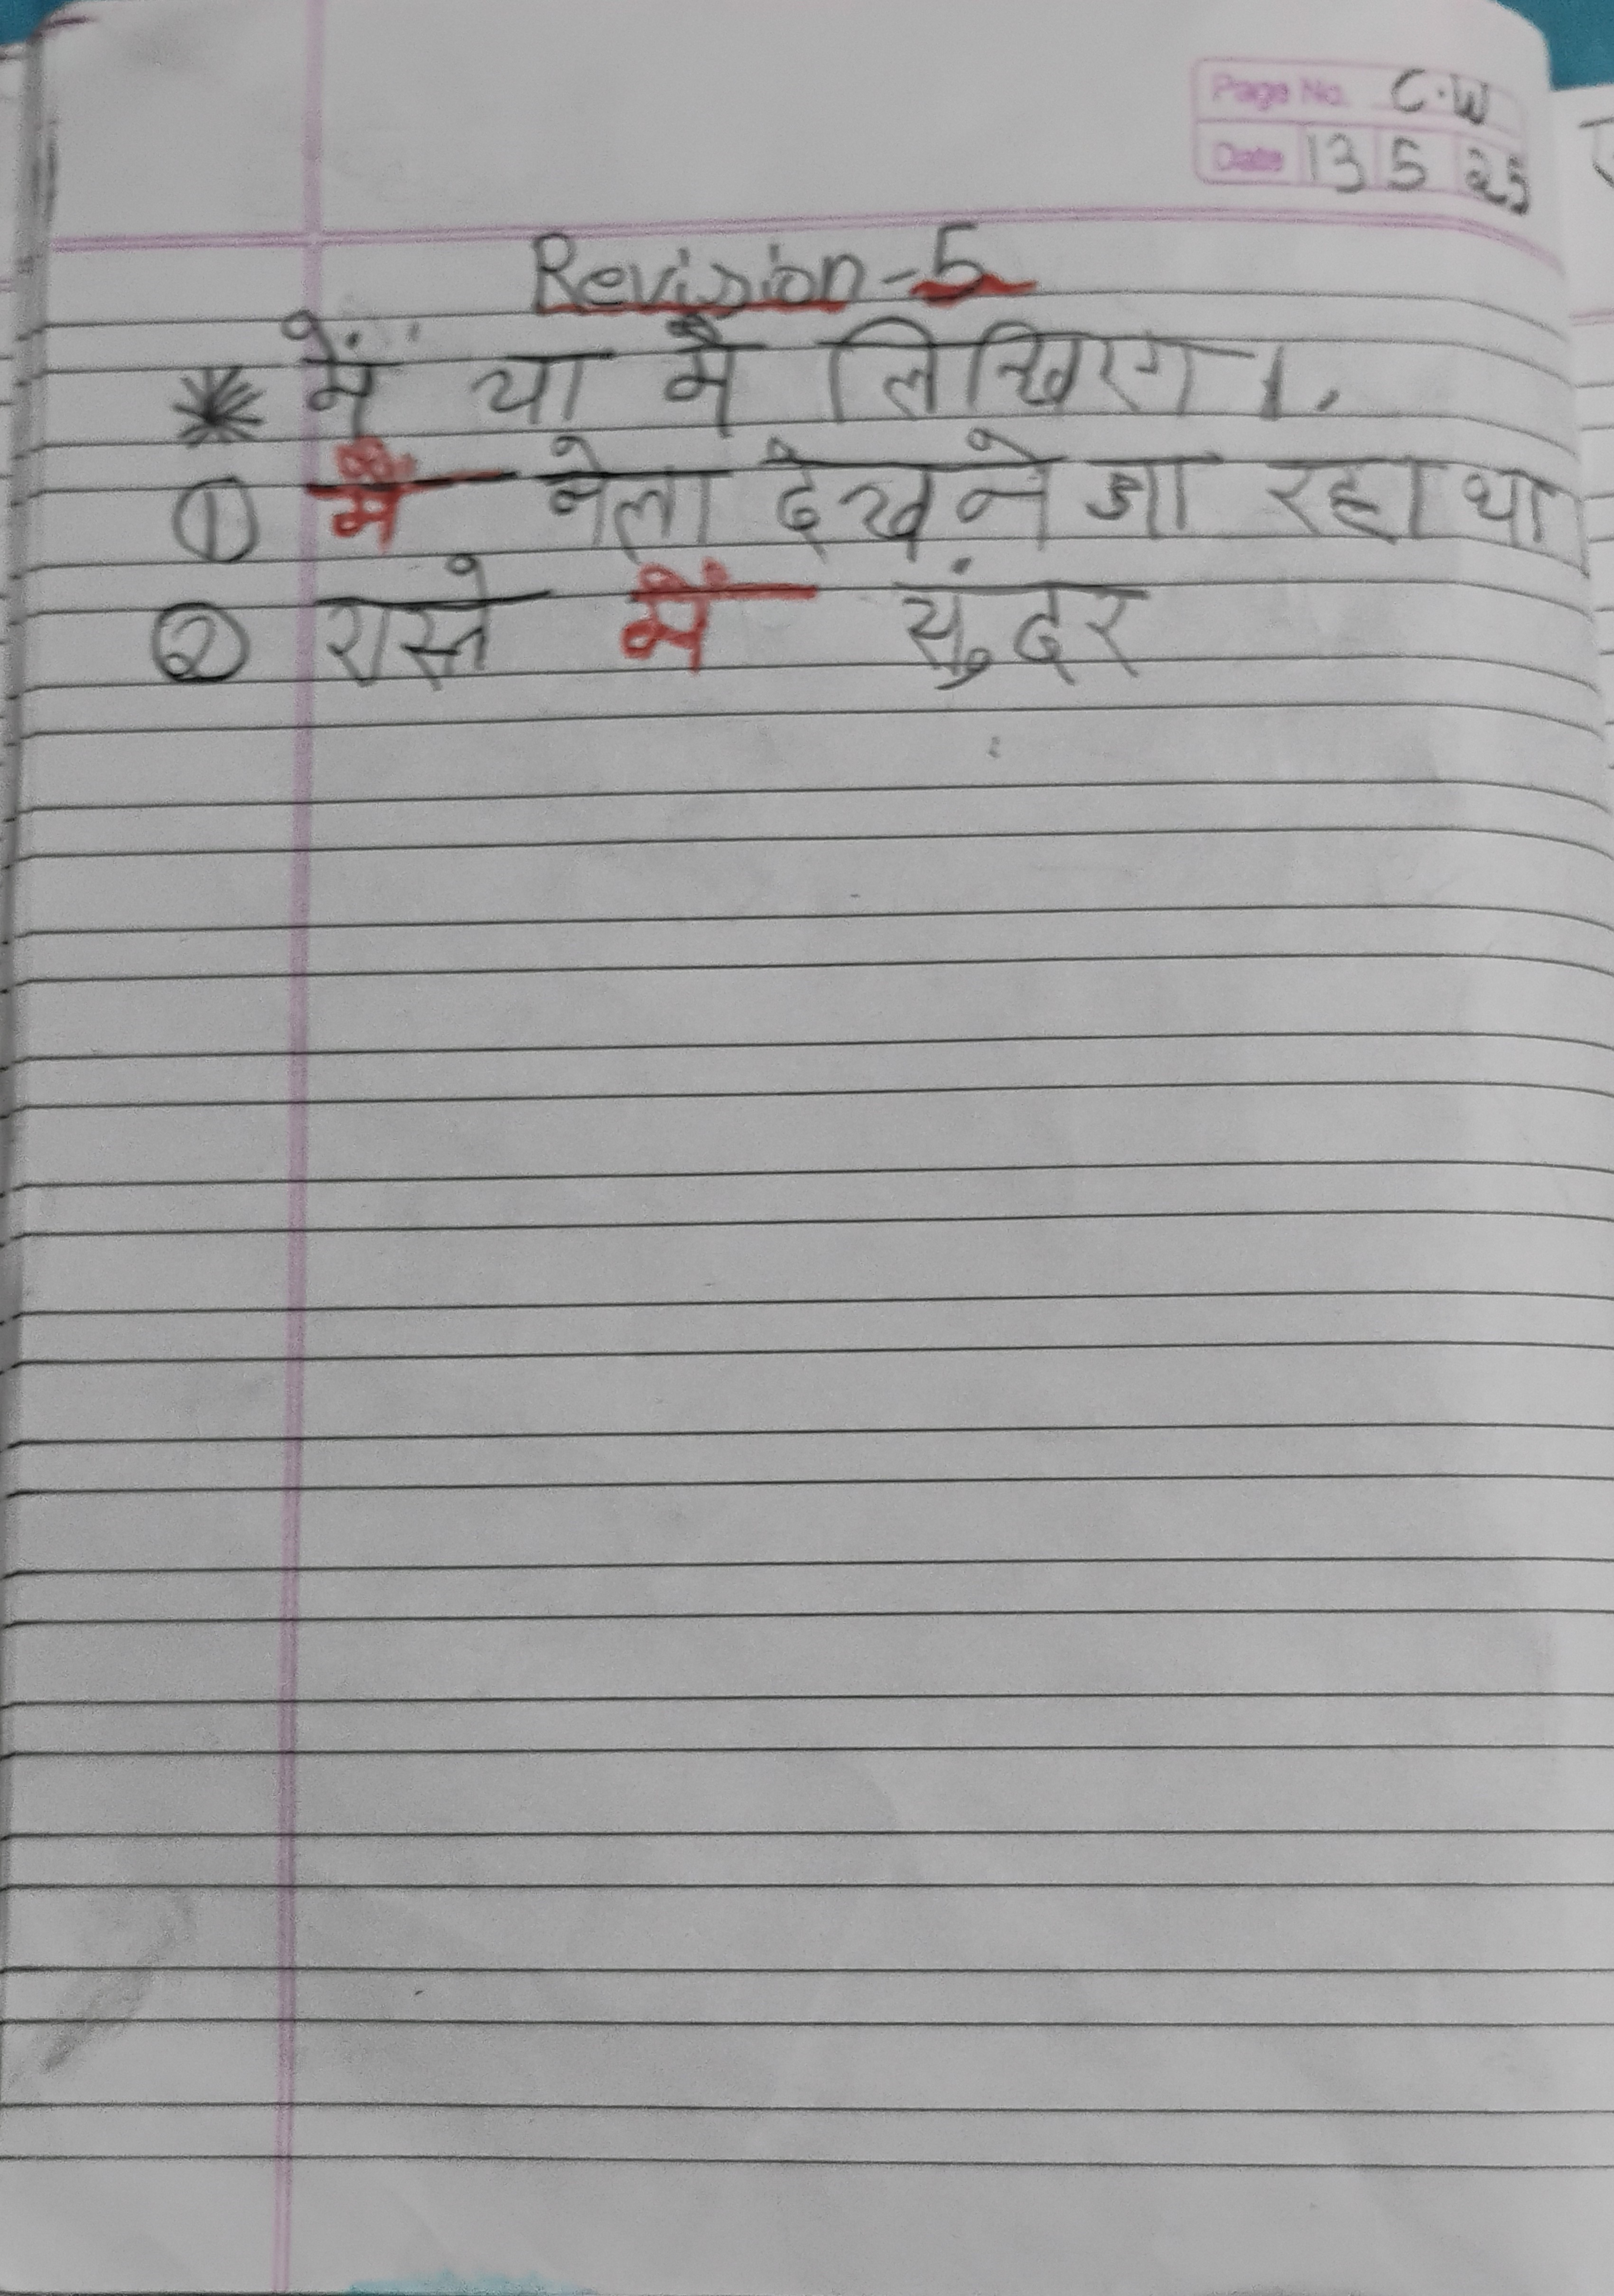 Page No. C.W
Date 13 5 25
Revision-5
में या मै लिखिए।
① मैं मेला देखने जा रहा था
② रास्ते में सुंदर